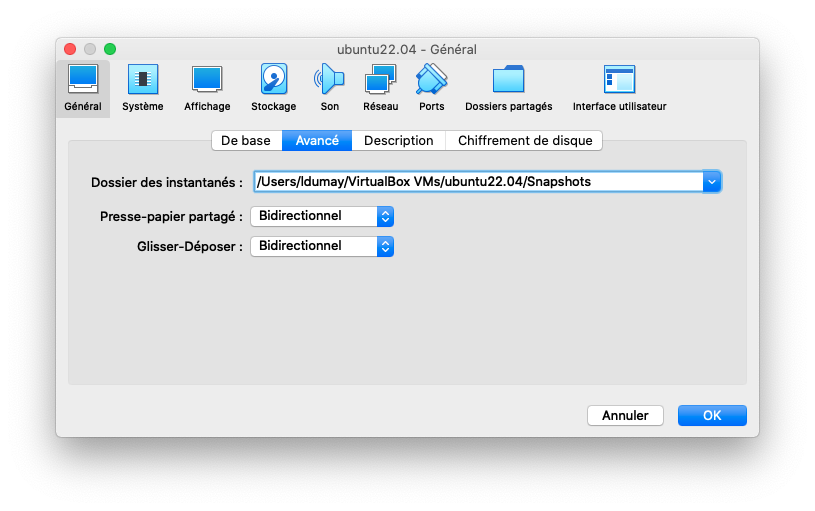 ubuntu22.04 - Général
Général Système Affichage Stockage Son Réseau Ports Dossiers partagés Interface utilisateur
De base Avancé Description Chiffrement de disque
Dossier des instantanés : /Users/ldumay/VirtualBox VMs/ubuntu22.04/Snapshots
Presse-papier partagé : Bidirectionnel
Glisser-Déposer : Bidirectionnel
Annuler OK